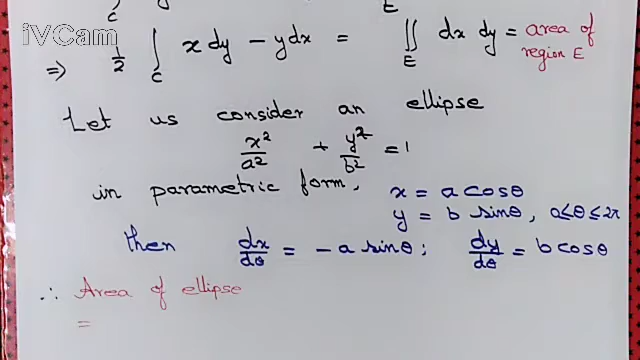 C E
iVCam
⇒ 1/2 ∫_C x dy − y dx = ∬_E dx dy = area of region E
Let us consider an ellipse
x²/a² + y²/b² = 1
in parametric form, x = a cosθ
y = b sinθ, 0≤θ≤2π
then dx/dθ = − a sinθ; dy/dθ = b cosθ
∴ Area of ellipse
=